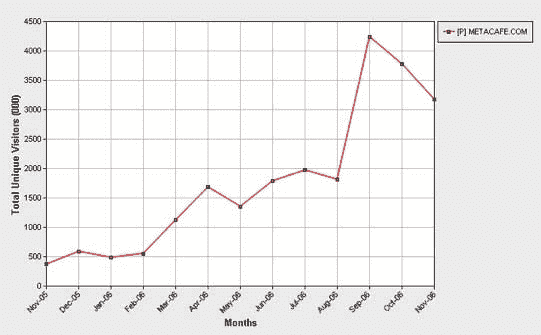 4500
4000
3500
3000
2500
2000
1500
1000
500
0
Total Unique Visitors (000)
Nov-05
Dec-05
Jan-06
Feb-06
Mar-06
Apr-06
May-06
Jun-06
Jul-06
Aug-06
Sep-06
Oct-06
Nov-06
Months
[P] METACAFE.COM